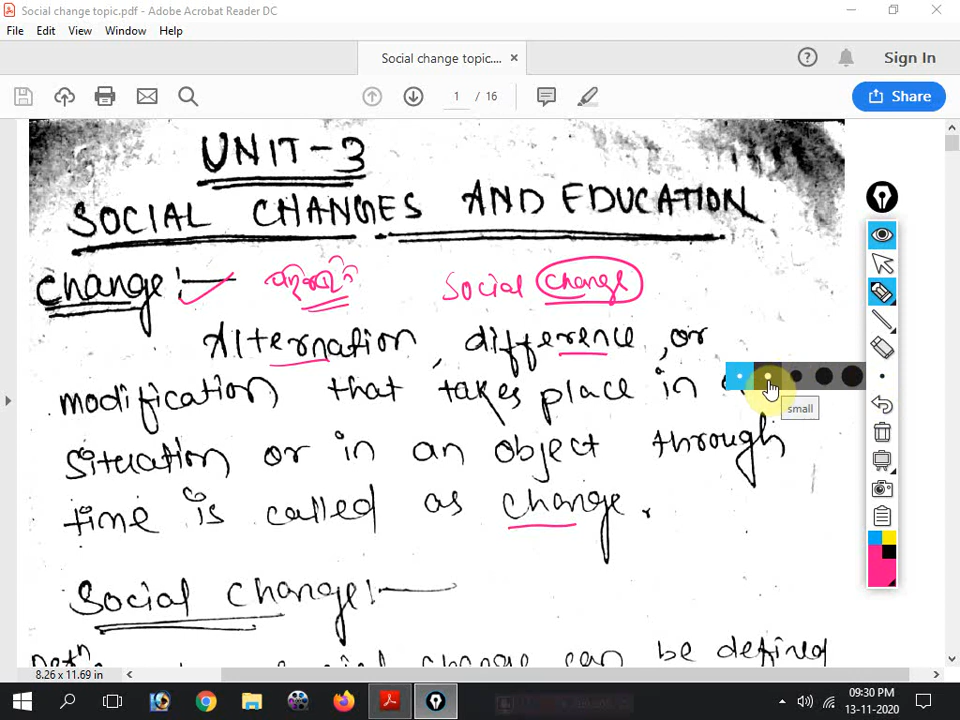 Social change topic.pdf - Adobe Acrobat Reader DC
File Edit View Window Help
Social change topic....
Sign In
1 / 16
Share
UNIT-3
SOCIAL CHANGES AND EDUCATION
Change :-
Social change
Alternation, difference, or
modification that takes place in
small
situation or in an object through
time is called as change.
Social change :-
can be defined
8.26 x 11.69 in
09:30 PM
13-11-2020